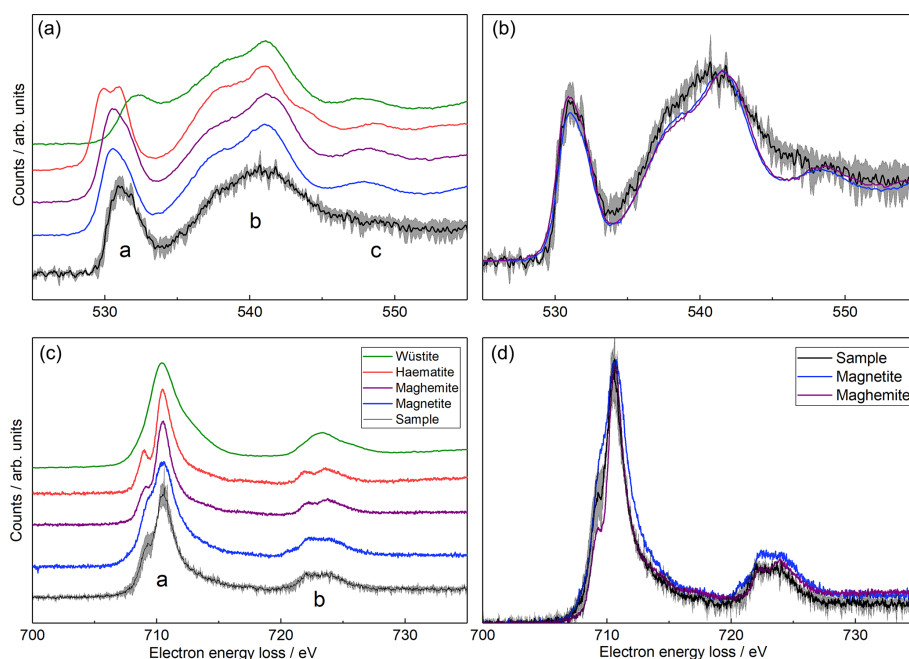 (a)
(b)
Counts / arb. units
a
b
c
530
540
550
530
540
550
(c)
(d)
Wüstite
Haematite
Maghemite
Magnetite
Sample
Sample
Magnetite
Maghemite
Counts / arb. units
a
b
700
710
720
730
700
710
720
730
Electron energy loss / eV
Electron energy loss / eV